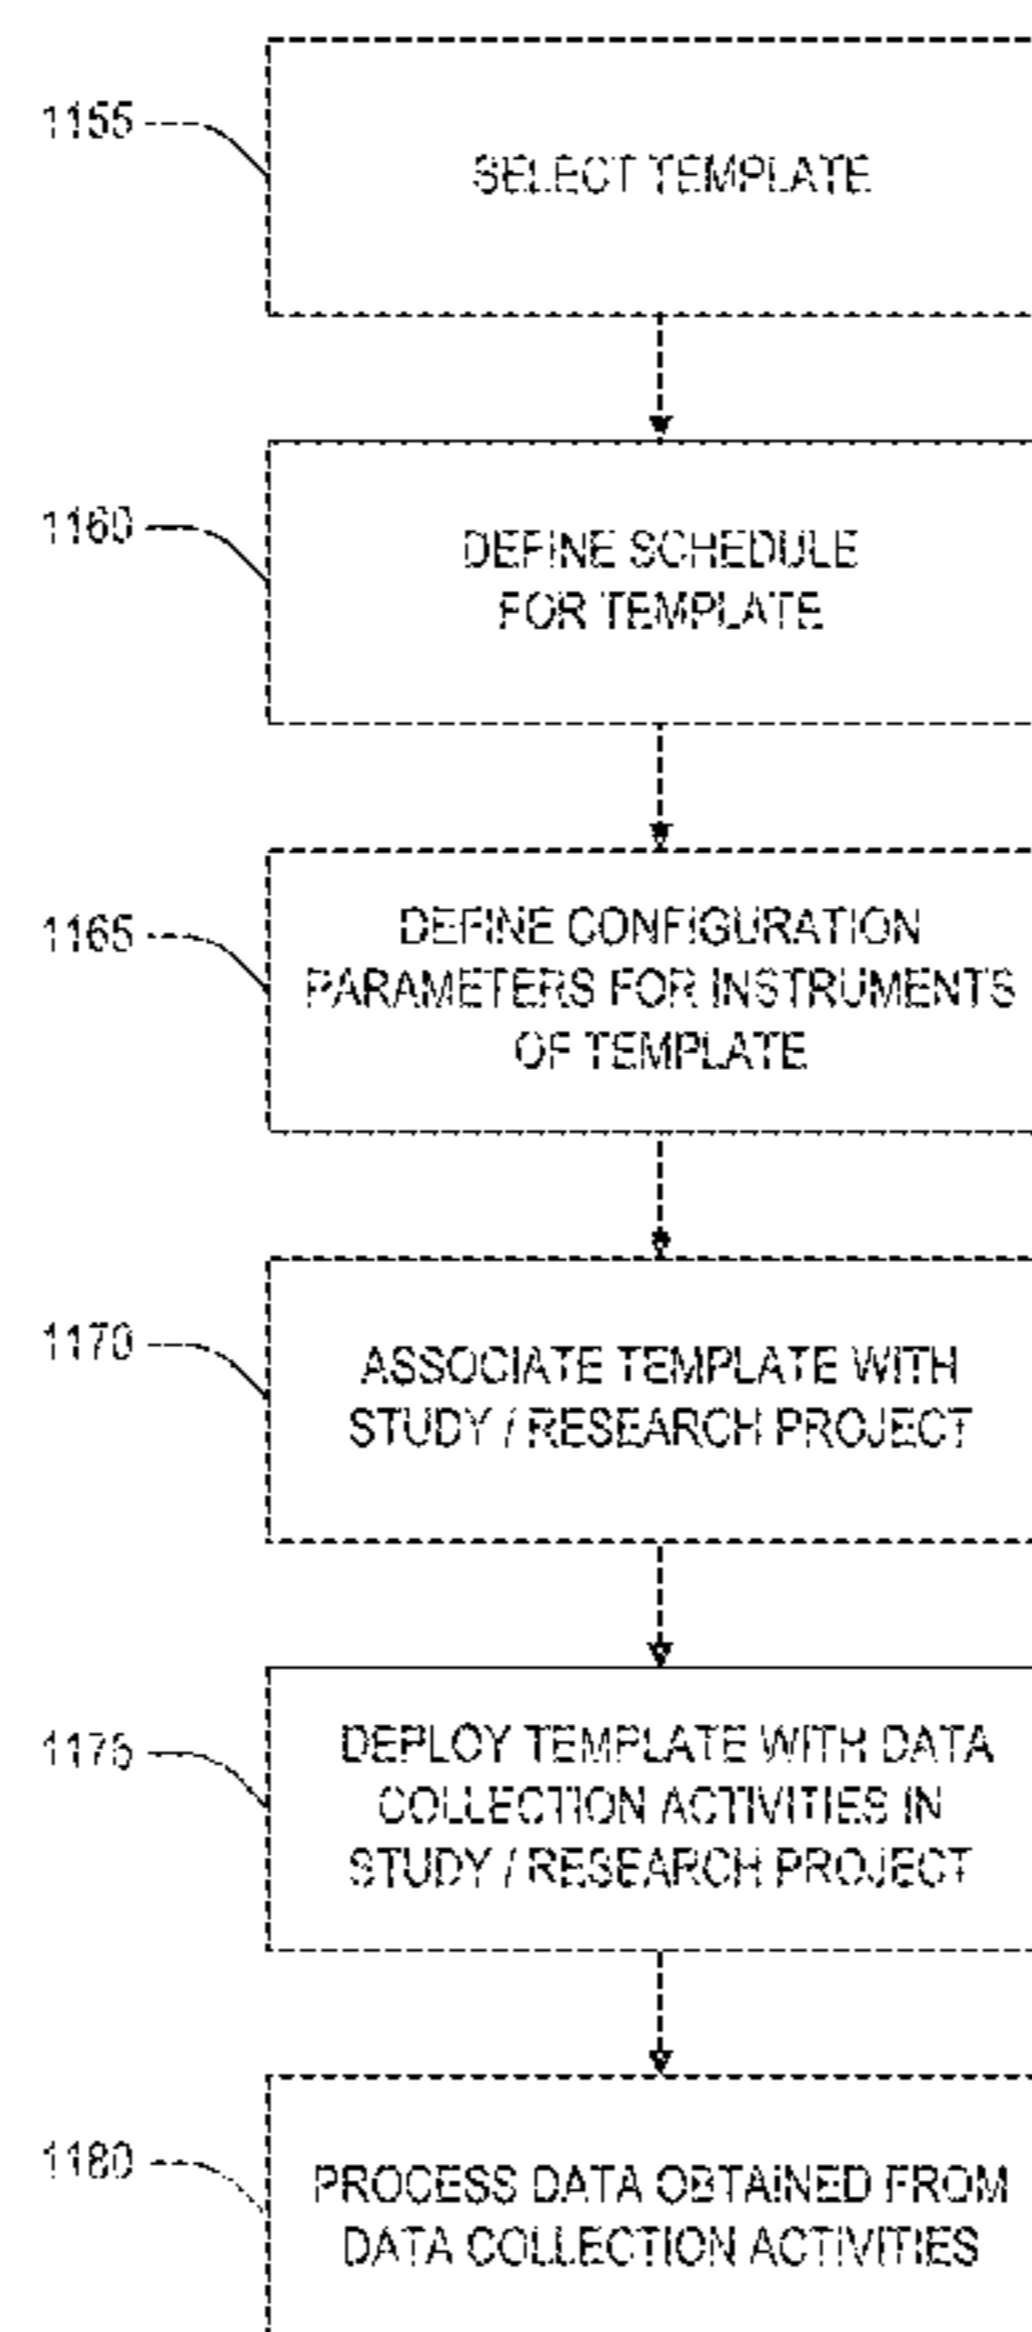 1155
SELECT TEMPLATE
1160
DEFINE SCHEDULE
FOR TEMPLATE
1165
DEFINE CONFIGURATION
PARAMETERS FOR INSTRUMENTS
OF TEMPLATE
1170
ASSOCIATE TEMPLATE WITH
STUDY / RESEARCH PROJECT
1175
DEPLOY TEMPLATE WITH DATA
COLLECTION ACTIVITIES IN
STUDY / RESEARCH PROJECT
1180
PROCESS DATA OBTAINED FROM
DATA COLLECTION ACTIVITIES